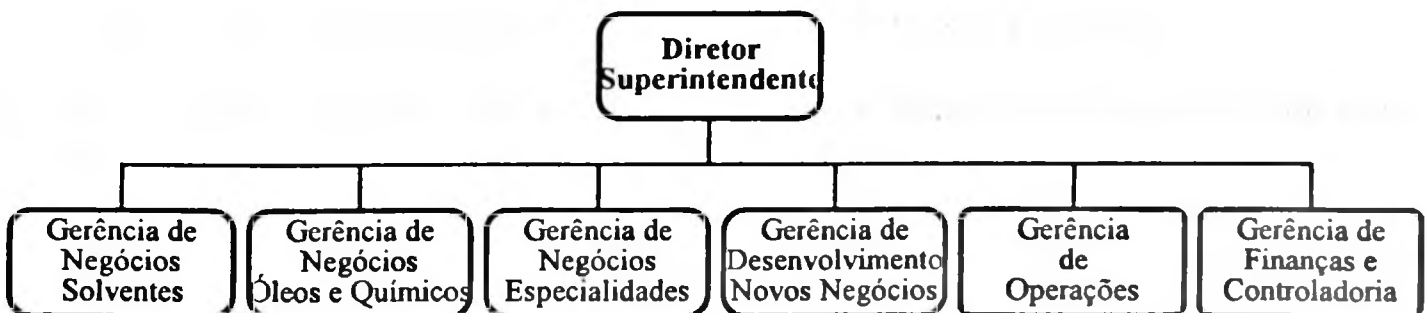 Diretor
Superintendente
Gerência de
Negócios
Solventes
Gerência de
Negócios
Óleos e Químicos
Gerência de
Negócios
Especialidades
Gerência de
Desenvolvimento
Novos Negócios
Gerência
de
Operações
Gerência de
Finanças e
Controladoria